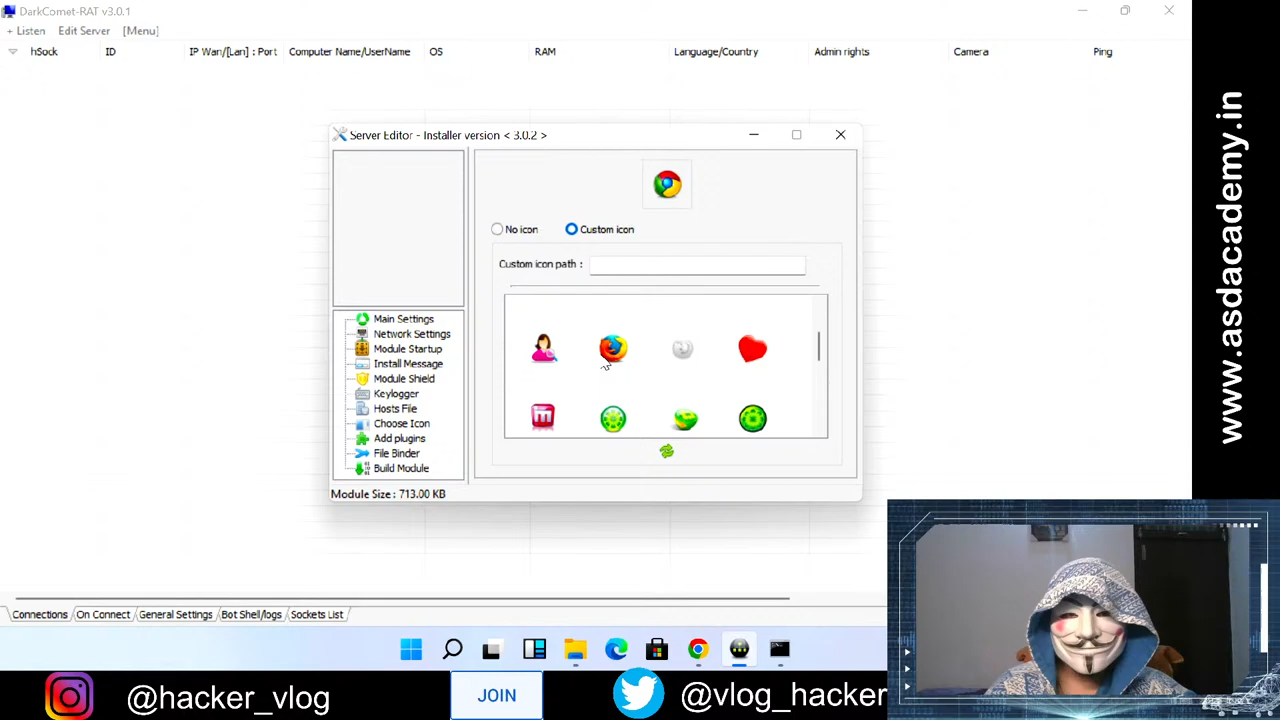 DarkComet-RAT v3.0.1
+ Listen Edit Server [Menu]
hSock ID IP Wan/[Lan] : Port Computer Name/UserName OS RAM Language/Country Admin rights Camera Ping
Server Editor - Installer version < 3.0.2 >
No icon Custom icon
Custom icon path :
Main Settings
Network Settings
Module Startup
Install Message
Module Shield
Keylogger
Hosts File
Choose Icon
Add plugins
File Binder
Build Module
Module Size : 713.00 KB
Connections On Connect General Settings Bot Shell/logs Sockets List
@hacker_vlog JOIN @vlog_hacker
www.asdacademy.in